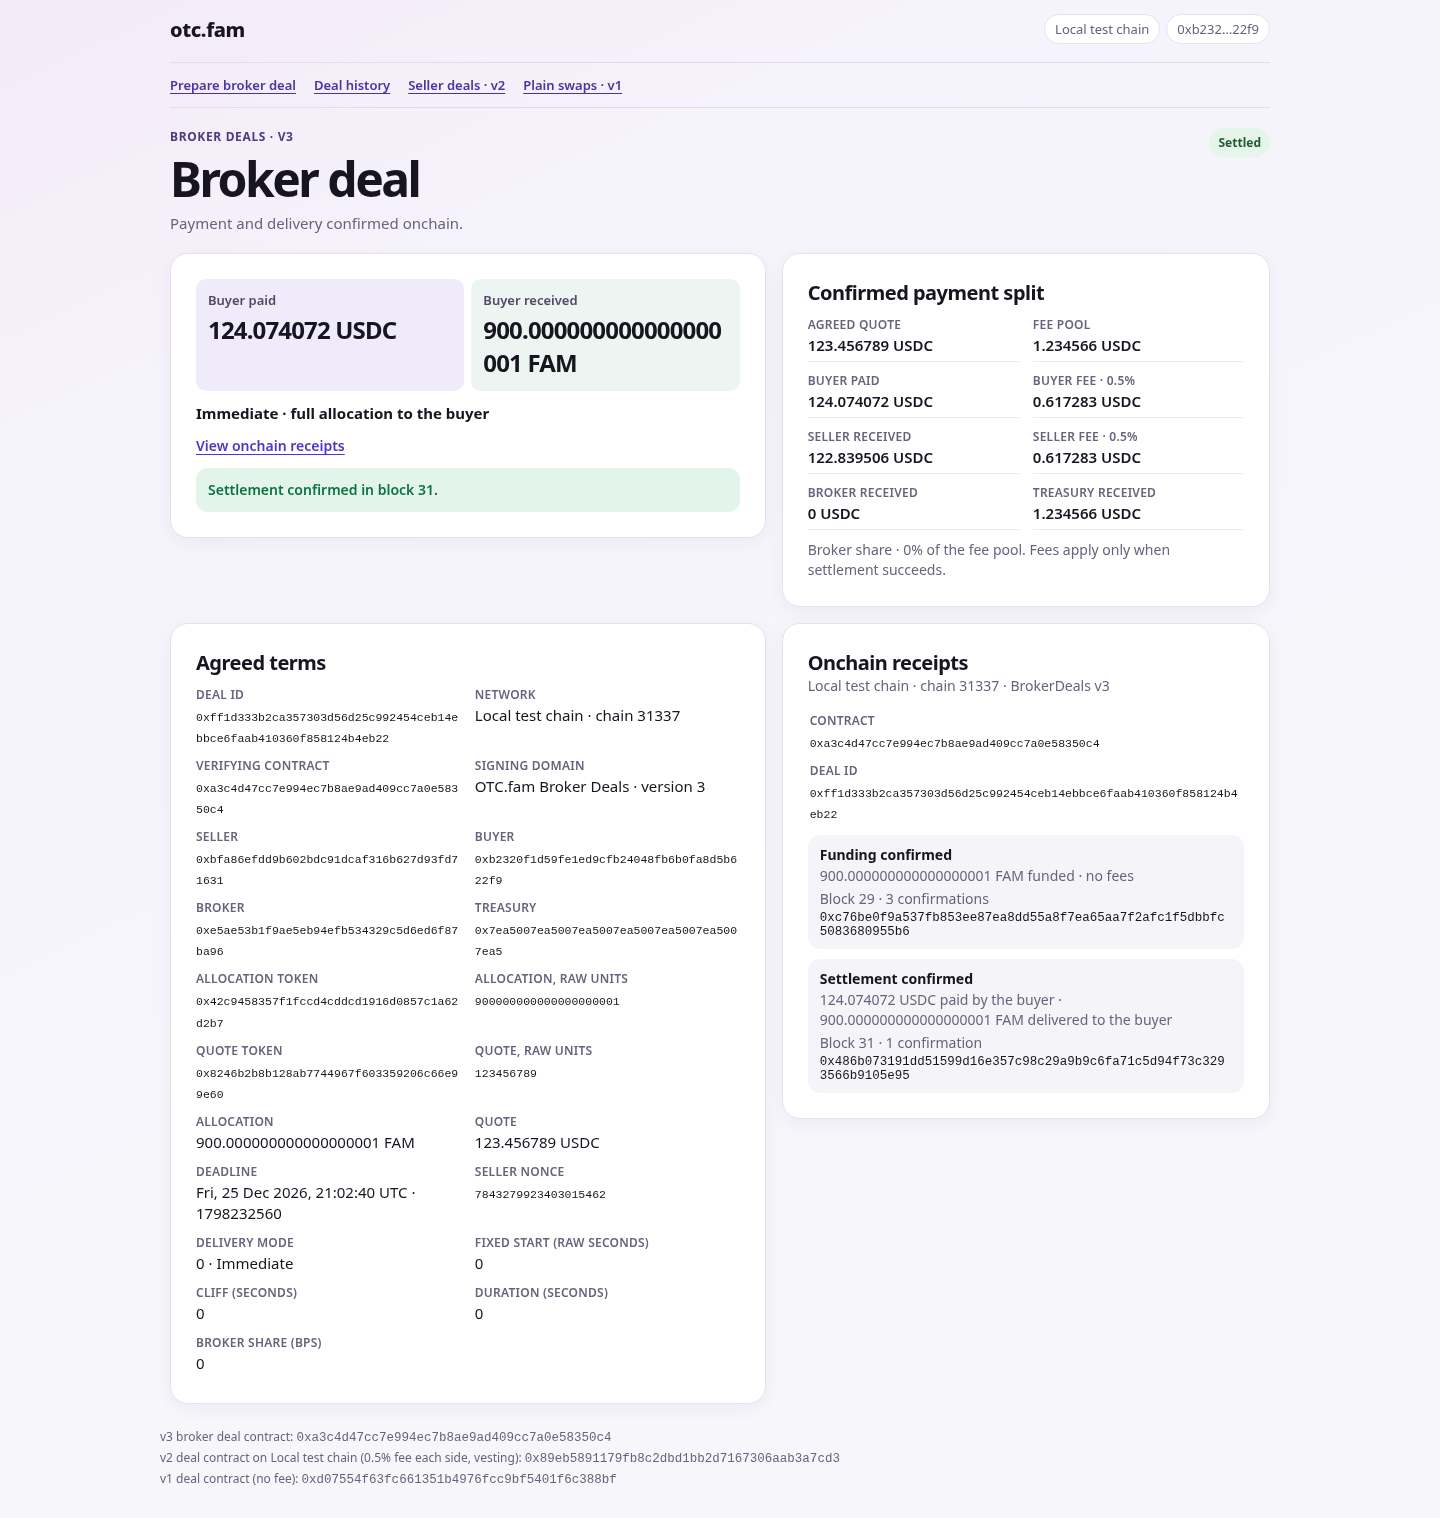 otc.fam
Local test chain
0xb232…22f9
Prepare broker deal
Deal history
Seller deals · v2
Plain swaps · v1
BROKER DEALS · V3
Settled
Broker deal
Payment and delivery confirmed onchain.
Buyer paid
124.074072 USDC
Buyer received
900.000000000000000
001 FAM
Immediate · full allocation to the buyer
View onchain receipts
Settlement confirmed in block 31.
Confirmed payment split
AGREED QUOTE
123.456789 USDC
FEE POOL
1.234566 USDC
BUYER PAID
124.074072 USDC
BUYER FEE · 0.5%
0.617283 USDC
SELLER RECEIVED
122.839506 USDC
SELLER FEE · 0.5%
0.617283 USDC
BROKER RECEIVED
0 USDC
TREASURY RECEIVED
1.234566 USDC
Broker share · 0% of the fee pool. Fees apply only when
settlement succeeds.
Agreed terms
DEAL ID
0xff1d333b2ca357303d56d25c992454ceb14e
bbce6faab410360f858124b4eb22
NETWORK
Local test chain · chain 31337
VERIFYING CONTRACT
0xa3c4d47cc7e994ec7b8ae9ad409cc7a0e583
50c4
SIGNING DOMAIN
OTC.fam Broker Deals · version 3
SELLER
0xbfa86efdd9b602bdc91dcaf316b627d93fd7
1631
BUYER
0xb2320f1d59fe1ed9cfb24048fb6b0fa8d5b6
22f9
BROKER
0xe5ae53b1f9ae5eb94efb534329c5d6ed6f87
ba96
TREASURY
0x7ea5007ea5007ea5007ea5007ea5007ea500
7ea5
ALLOCATION TOKEN
0x42c9458357f1fccd4cddcd1916d0857c1a62
d2b7
ALLOCATION, RAW UNITS
900000000000000000001
QUOTE TOKEN
0x8246b2b8b128ab7744967f603359206c66e9
9e60
QUOTE, RAW UNITS
123456789
ALLOCATION
900.000000000000000001 FAM
QUOTE
123.456789 USDC
DEADLINE
Fri, 25 Dec 2026, 21:02:40 UTC ·
1798232560
SELLER NONCE
7843279923403015462
DELIVERY MODE
0 · Immediate
FIXED START (RAW SECONDS)
0
CLIFF (SECONDS)
0
DURATION (SECONDS)
0
BROKER SHARE (BPS)
0
Onchain receipts
Local test chain · chain 31337 · BrokerDeals v3
CONTRACT
0xa3c4d47cc7e994ec7b8ae9ad409cc7a0e58350c4
DEAL ID
0xff1d333b2ca357303d56d25c992454ceb14ebbce6faab410360f858124b4
eb22
Funding confirmed
900.000000000000000001 FAM funded · no fees
Block 29 · 3 confirmations
0xc76be0f9a537fb853ee87ea8dd55a8f7ea65aa7f2afc1f5dbbfc
5083680955b6
Settlement confirmed
124.074072 USDC paid by the buyer ·
900.000000000000000001 FAM delivered to the buyer
Block 31 · 1 confirmation
0x486b073191dd51599d16e357c98c29a9b9c6fa71c5d94f73c329
3566b9105e95
v3 broker deal contract: 0xa3c4d47cc7e994ec7b8ae9ad409cc7a0e58350c4
v2 deal contract on Local test chain (0.5% fee each side, vesting): 0x89eb5891179fb8c2dbd1bb2d7167306aab3a7cd3
v1 deal contract (no fee): 0xd07554f63fc661351b4976fcc9bf5401f6c388bf